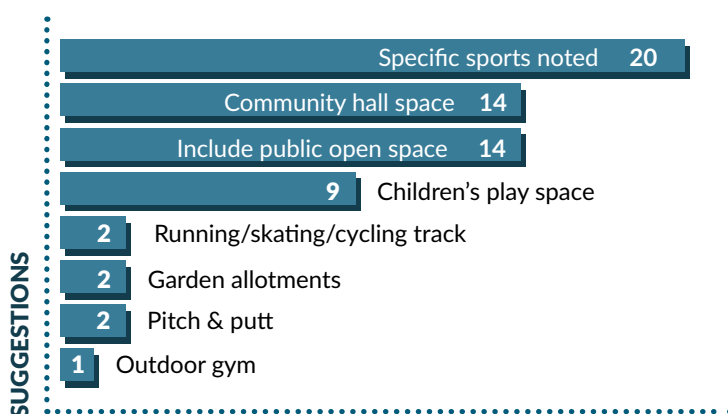 Specific sports noted 20
Community hall space 14
Include public open space 14
9 Children's play space
2 Running/skating/cycling track
2 Garden allotments
2 Pitch & putt
1 Outdoor gym
SUGGESTIONS